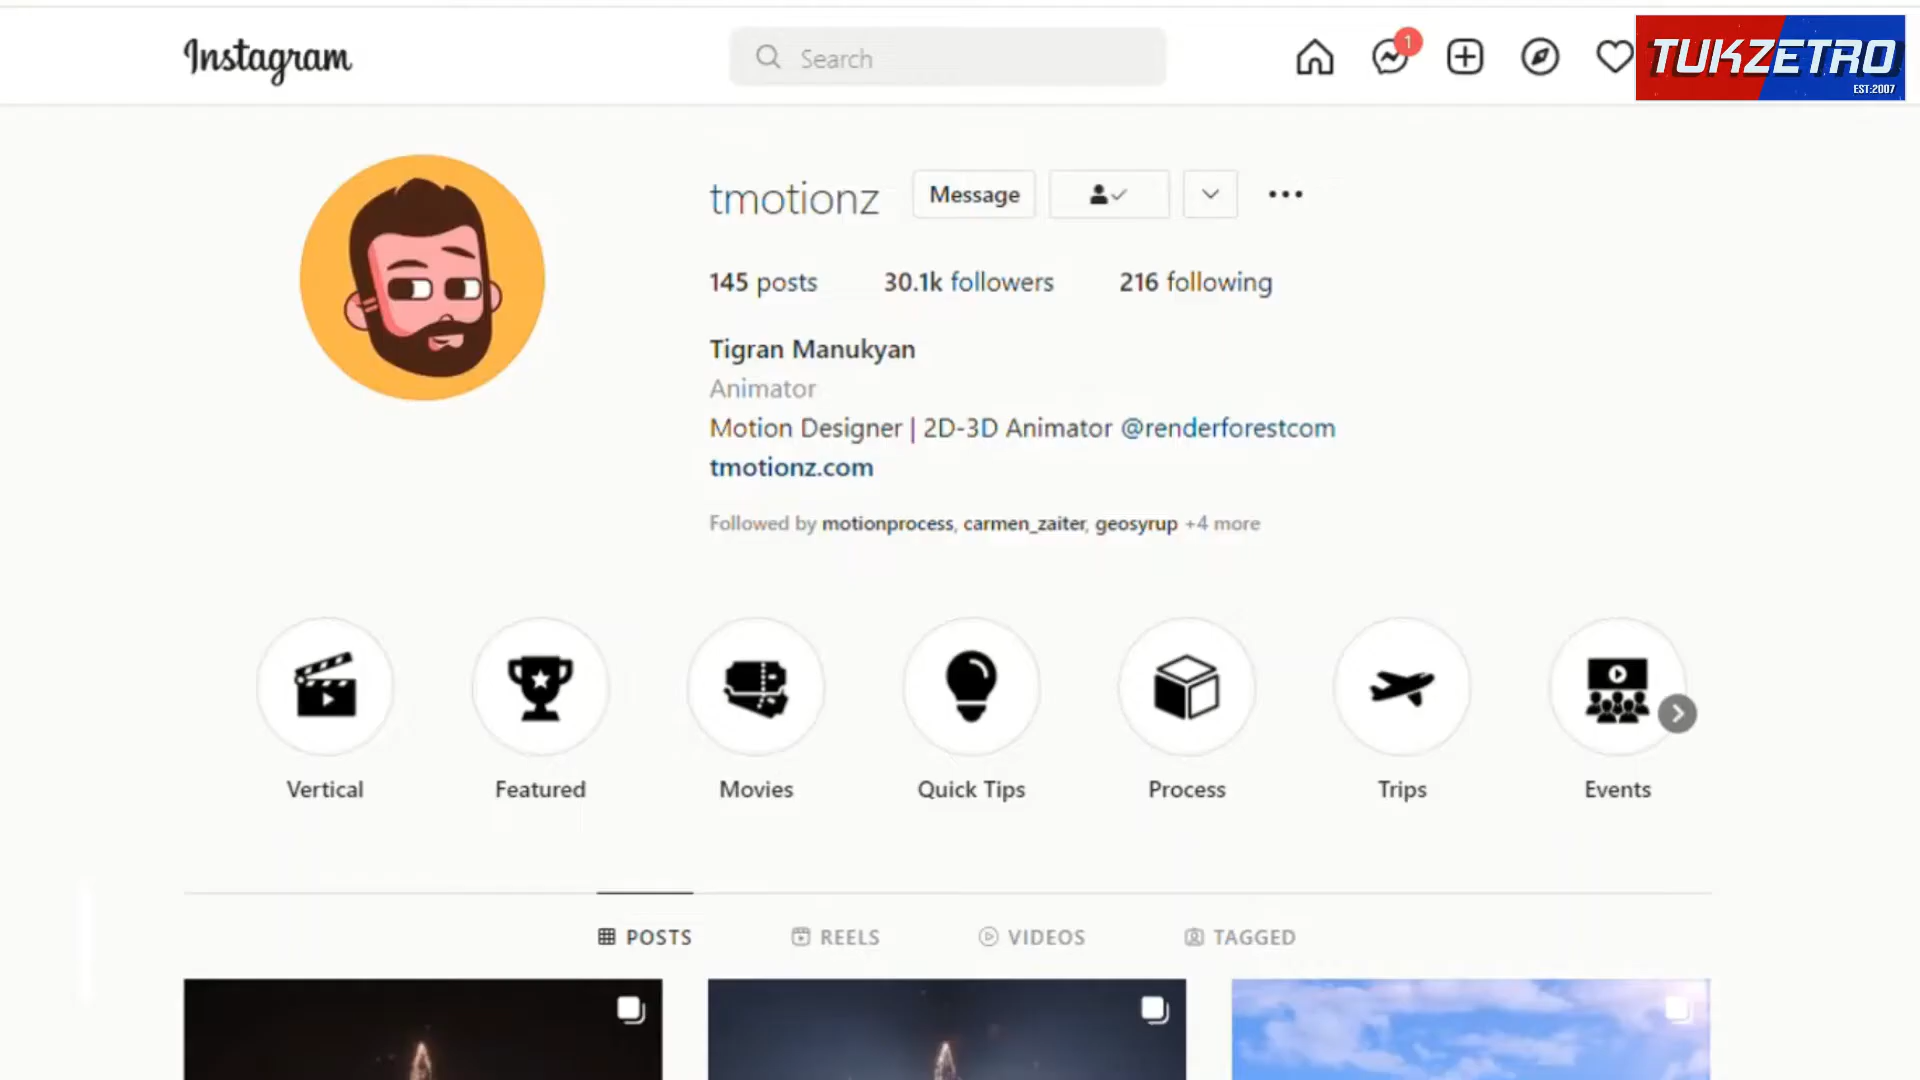 Instagram
Search
1
TUKZETRO
EST:2007
tmotionz
Message
145 posts 30.1k followers 216 following
Tigran Manukyan
Animator
Motion Designer | 2D-3D Animator @renderforestcom
tmotionz.com
Followed by motionprocess, carmen_zaiter, geosyrup +4 more
Vertical Featured Movies Quick Tips Process Trips Events
POSTS REELS VIDEOS TAGGED